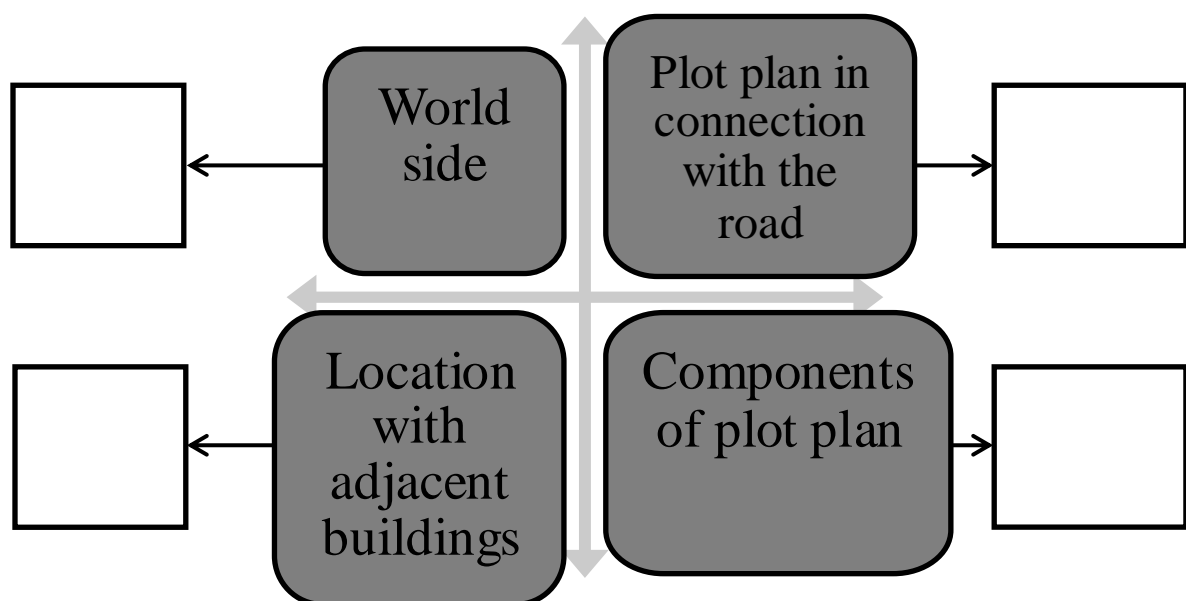 World
side
Plot plan in
connection
with the
road
Location
with
adjacent
buildings
Components
of plot plan